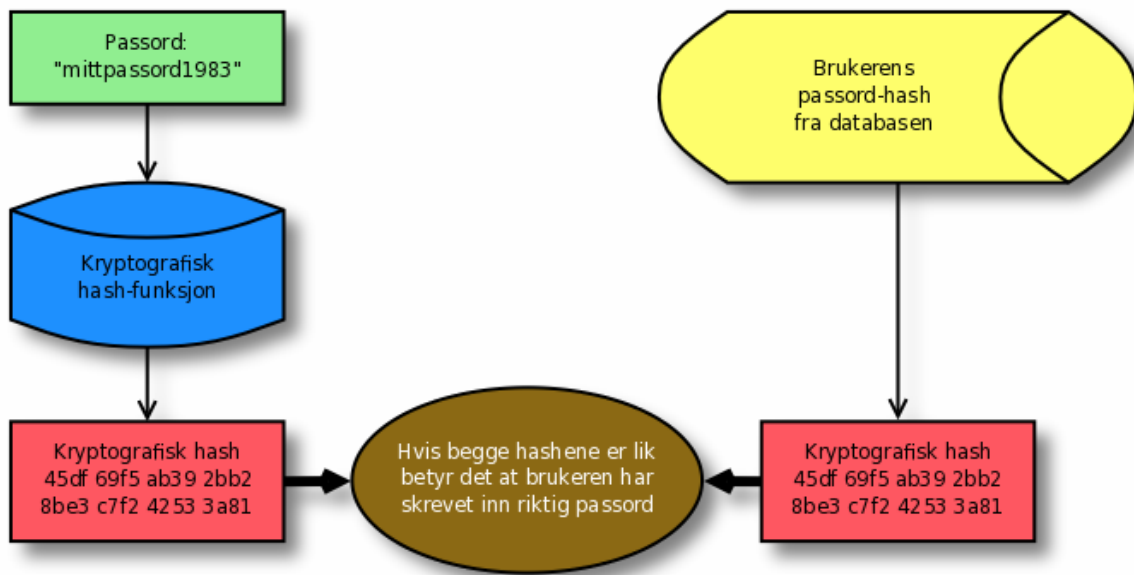 Passord:
"mittpassord1983"
Brukerens
passord-hash
fra databasen
Kryptografisk
hash-funksjon
Kryptografisk hash
45df 69f5 ab39 2bb2
8be3 c7f2 4253 3a81
Hvis begge hashene er lik
betyr det at brukeren har
skrevet inn riktig passord
Kryptografisk hash
45df 69f5 ab39 2bb2
8be3 c7f2 4253 3a81